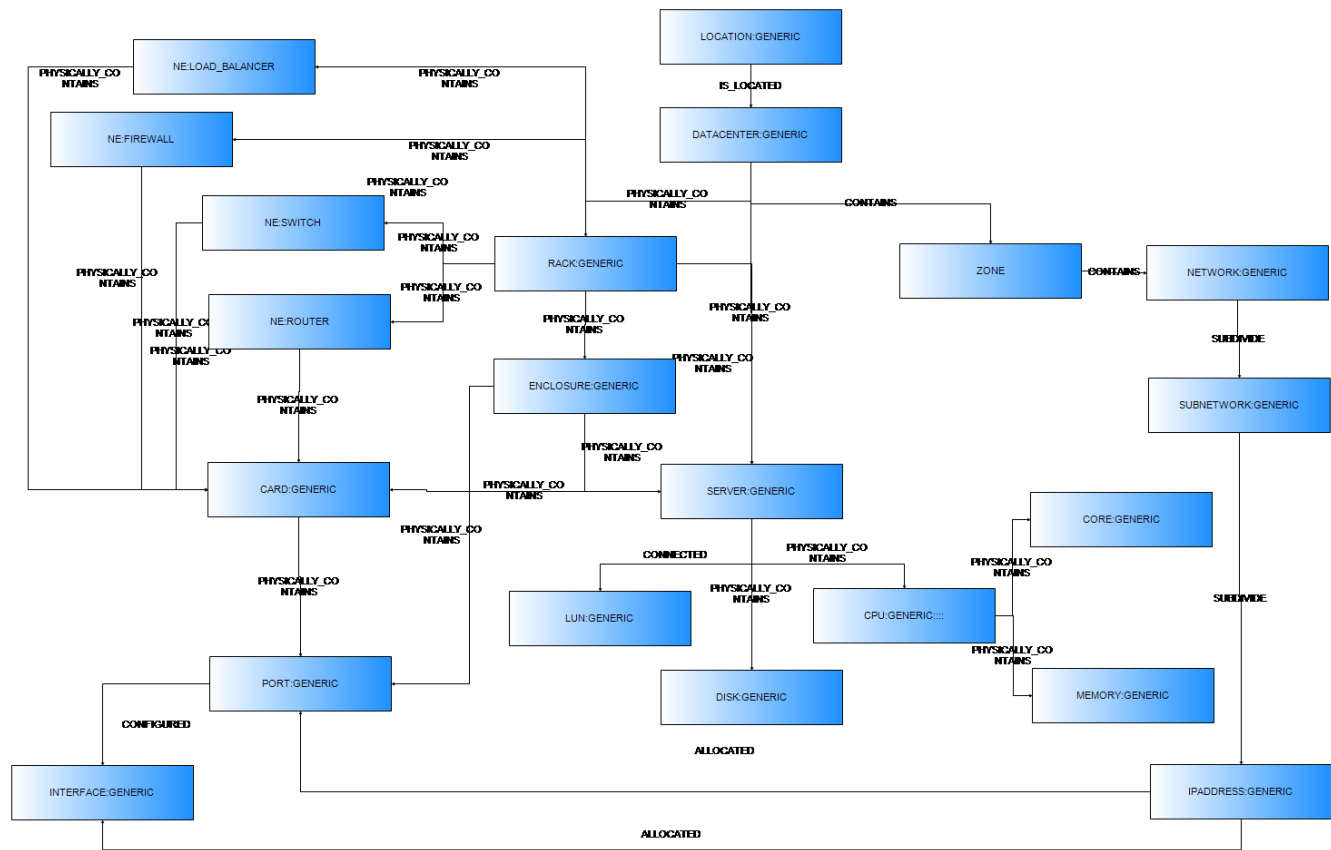 LOCATION:GENERIC
NE:LOAD_BALANCER
PHYSICALLY_CO
NTAINS
PHYSICALLY_CO
NTAINS
IS_LOCATED
NE:FIREWALL
DATACENTER:GENERIC
PHYSICALLY_CO
NTAINS
PHYSICALLY_CO
NTAINS
PHYSICALLY_CO
NTAINS
CONTAINS
NE:SWITCH
PHYSICALLY_CO
NTAINS
RACK:GENERIC
ZONE
CONTAINS
NETWORK:GENERIC
PHYSICALLY_CO
NTAINS
PHYSICALLY_CO
NTAINS
PHYSICALLY_CO
NTAINS
NE:ROUTER
PHYSICALLY_CO
NTAINS
PHYSICALLY_CO
NTAINS
SUBDIVIDE
PHYSICALLY_CO
NTAINS
PHYSICALLY_CO
NTAINS
ENCLOSURE:GENERIC
SUBNETWORK:GENERIC
PHYSICALLY_CO
NTAINS
PHYSICALLY_CO
NTAINS
CARD:GENERIC
PHYSICALLY_CO
NTAINS
SERVER:GENERIC
CORE:GENERIC
PHYSICALLY_CO
NTAINS
CONNECTED
PHYSICALLY_CO
NTAINS
PHYSICALLY_CO
NTAINS
PHYSICALLY_CO
NTAINS
PHYSICALLY_CO
NTAINS
SUBDIVIDE
LUN:GENERIC
CPU:GENERIC::::
PHYSICALLY_CO
NTAINS
PORT:GENERIC
DISK:GENERIC
MEMORY:GENERIC
CONFIGURED
ALLOCATED
INTERFACE:GENERIC
IPADDRESS:GENERIC
ALLOCATED